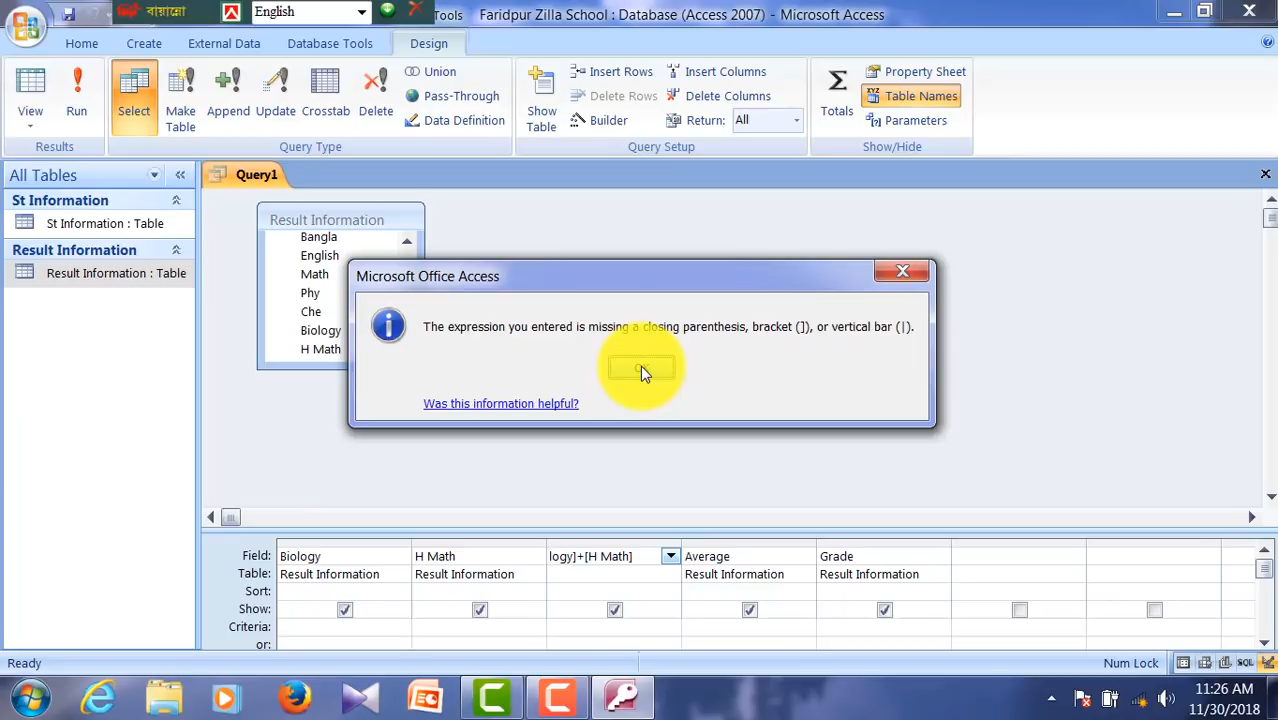 বায়ান্নো
English
Tools
Faridpur Zilla School : Database (Access 2007) - Microsoft Access
Home
Create
External Data
Database Tools
Design
View
Run
Select
Make Table
Append
Update
Crosstab
Delete
Union
Pass-Through
Data Definition
Show Table
Insert Rows
Delete Rows
Builder
Insert Columns
Delete Columns
Return: All
Totals
Property Sheet
Table Names
Parameters
Results
Query Type
Query Setup
Show/Hide
All Tables
Query1
St Information
St Information : Table
Result Information
Result Information : Table
Result Information
Bangla
English
Math
Phy
Che
Biology
H Math
Microsoft Office Access
The expression you entered is missing a closing parenthesis, bracket (]), or vertical bar (|).
Was this information helpful?
Field: Biology H Math logy]+[H Math] Average Grade
Table: Result Information Result Information Result Information Result Information
Sort:
Show:
Criteria:
or:
Ready
Num Lock
SQL
11:26 AM
11/30/2018